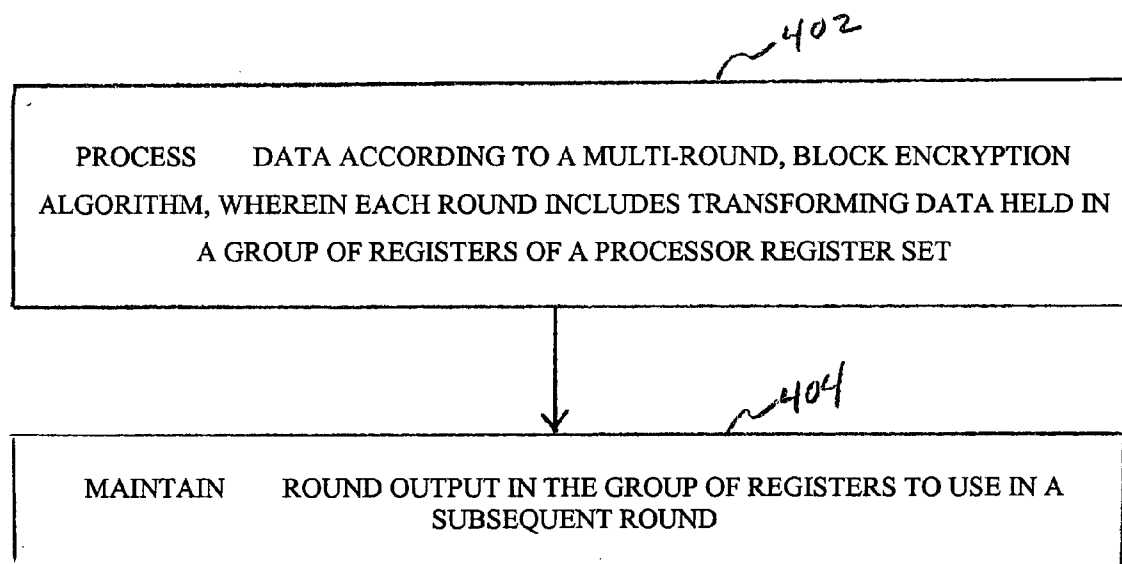 402
PROCESS DATA ACCORDING TO A MULTI-ROUND, BLOCK ENCRYPTION
ALGORITHM, WHEREIN EACH ROUND INCLUDES TRANSFORMING DATA HELD IN
A GROUP OF REGISTERS OF A PROCESSOR REGISTER SET
404
MAINTAIN ROUND OUTPUT IN THE GROUP OF REGISTERS TO USE IN A
SUBSEQUENT ROUND